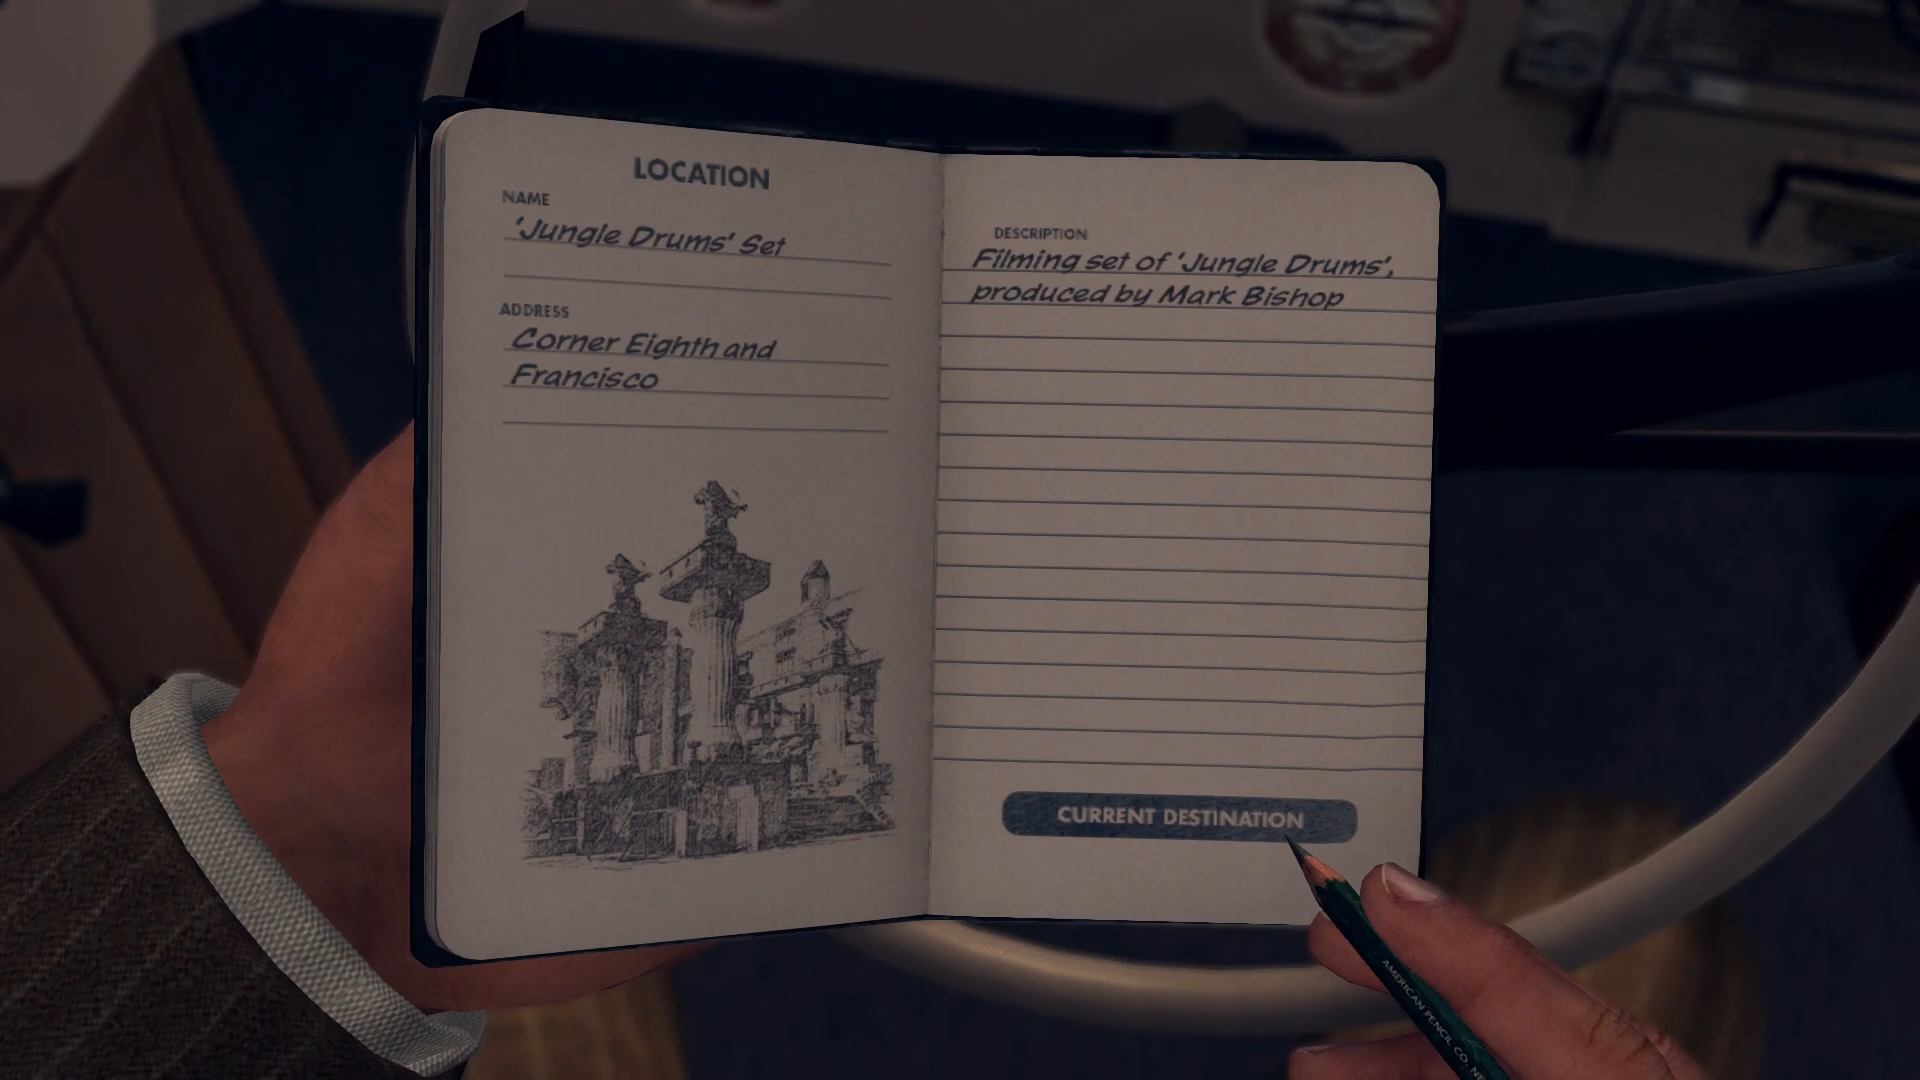 LOCATION
NAME
'Jungle Drums' Set
ADDRESS
Corner Eighth and
Francisco
DESCRIPTION
Filming set of 'Jungle Drums',
produced by Mark Bishop
CURRENT DESTINATION
AMERICAN PENCIL CO.